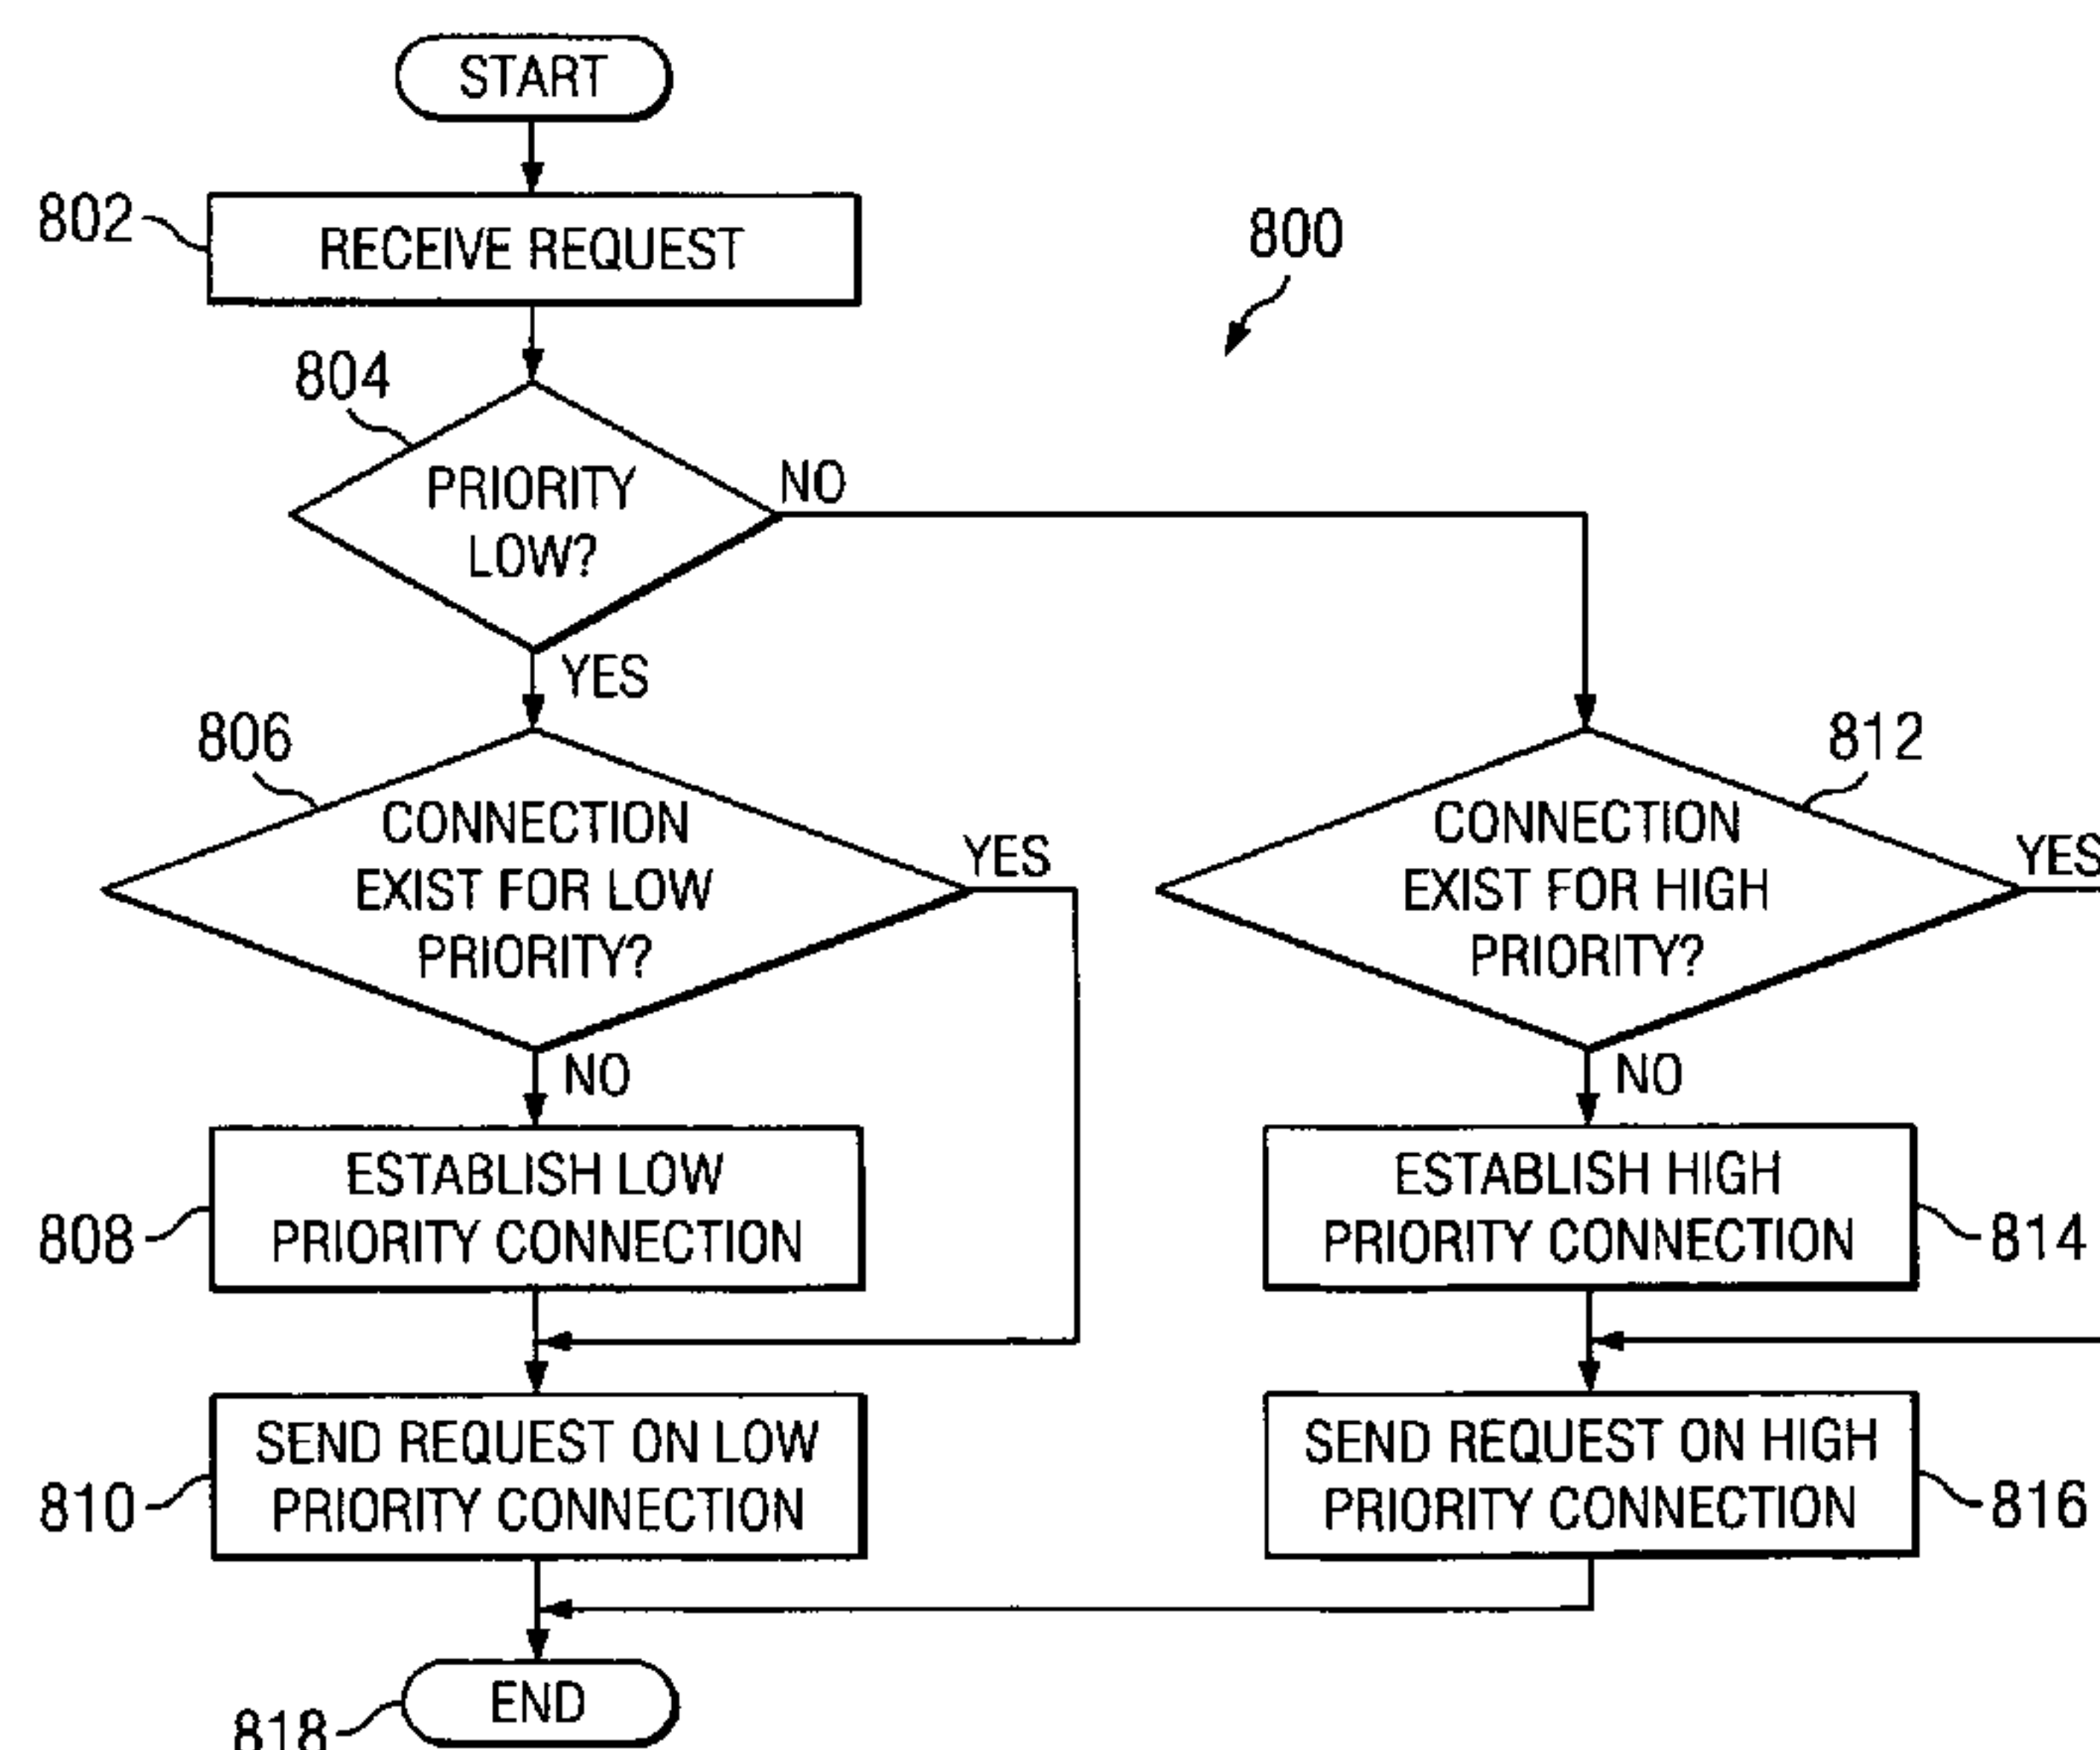 START
802
RECEIVE REQUEST
800
804
PRIORITY
LOW?
NO
YES
806
CONNECTION
EXIST FOR LOW
PRIORITY?
YES
NO
812
CONNECTION
EXIST FOR HIGH
PRIORITY?
YES
NO
808
ESTABLISH LOW
PRIORITY CONNECTION
ESTABLISH HIGH
PRIORITY CONNECTION
814
810
SEND REQUEST ON LOW
PRIORITY CONNECTION
SEND REQUEST ON HIGH
PRIORITY CONNECTION
816
END
818